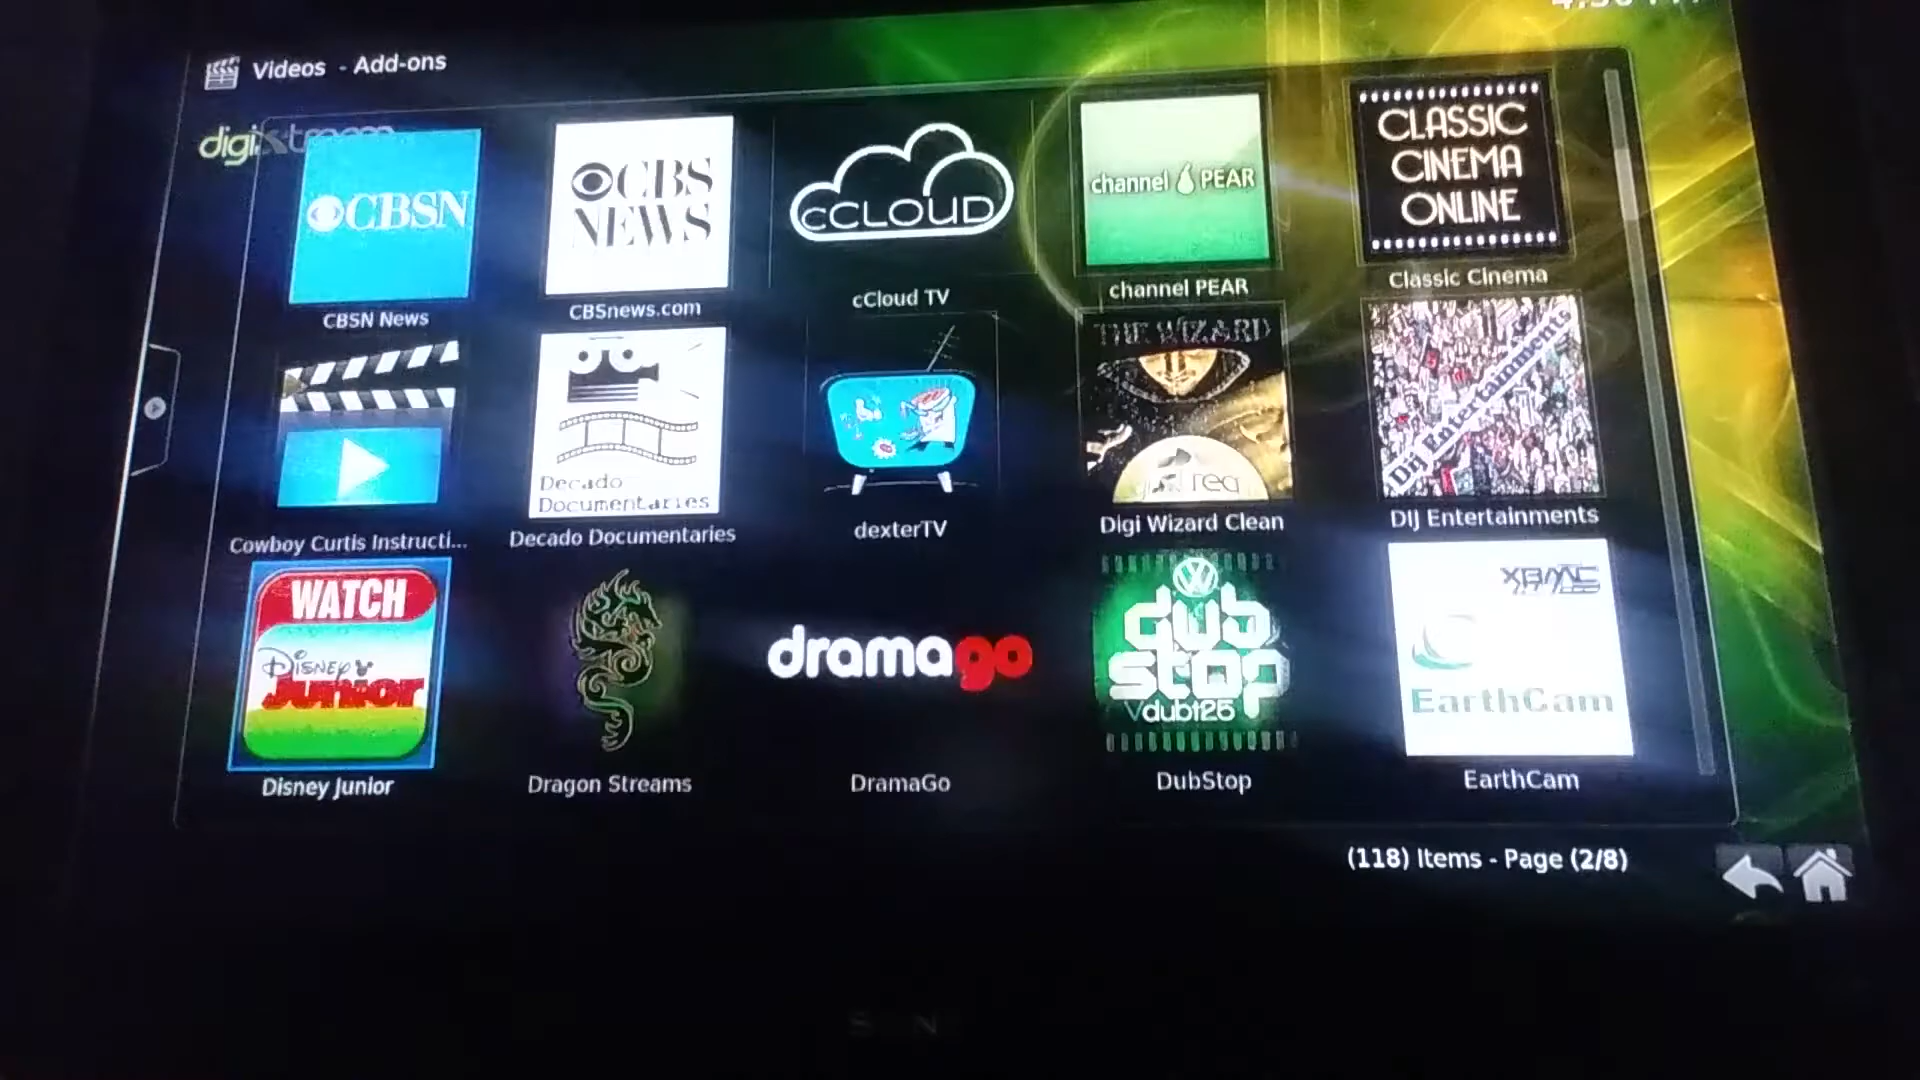 Videos - Add-ons
digixstream
CBSN
CBS
NEWS
cCLOUD
channel PEAR
CLASSIC
CINEMA
ONLINE
CBSN News
CBSnews.com
cCloud TV
channel PEAR
Classic Cinema
Decado
Documentaries
THE WIZARD
Dij Entertainments
Cowboy Curtis Instructi...
Decado Documentaries
dexterTV
Digi Wizard Clean
DIJ Entertainments
WATCH
Disney
Junior
dramago
dub
stop
Vdubt25
XBMC
EarthCam
Disney Junior
Dragon Streams
DramaGo
DubStop
EarthCam
(118) Items - Page (2/8)